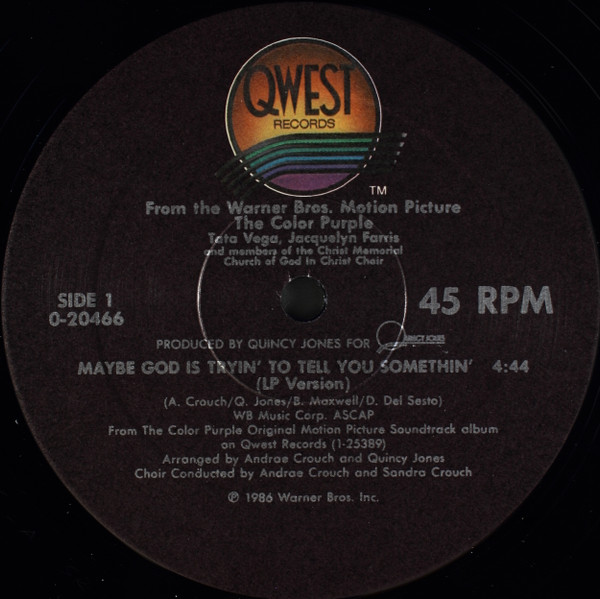 QWEST
RECORDS
TM
From the Warner Bros. Motion Picture
The Color Purple
Tata Vega, Jacquelyn Farris
and members of the Christ Memorial
Church of God In Christ Choir
SIDE 1
0-20466
45 RPM
PRODUCED BY QUINCY JONES FOR QUINCY JONES
MAYBE GOD IS TRYIN' TO TELL YOU SOMETHIN' 4:44
(LP Version)
(A. Crouch/Q. Jones/B. Maxwell/D. Del Sesto)
WB Music Corp. ASCAP
From The Color Purple Original Motion Picture Soundtrack album
on Qwest Records (1-25389)
Arranged by Andrae Crouch and Quincy Jones
Choir Conducted by Andrae Crouch and Sandra Crouch
℗ 1986 Warner Bros. Inc.